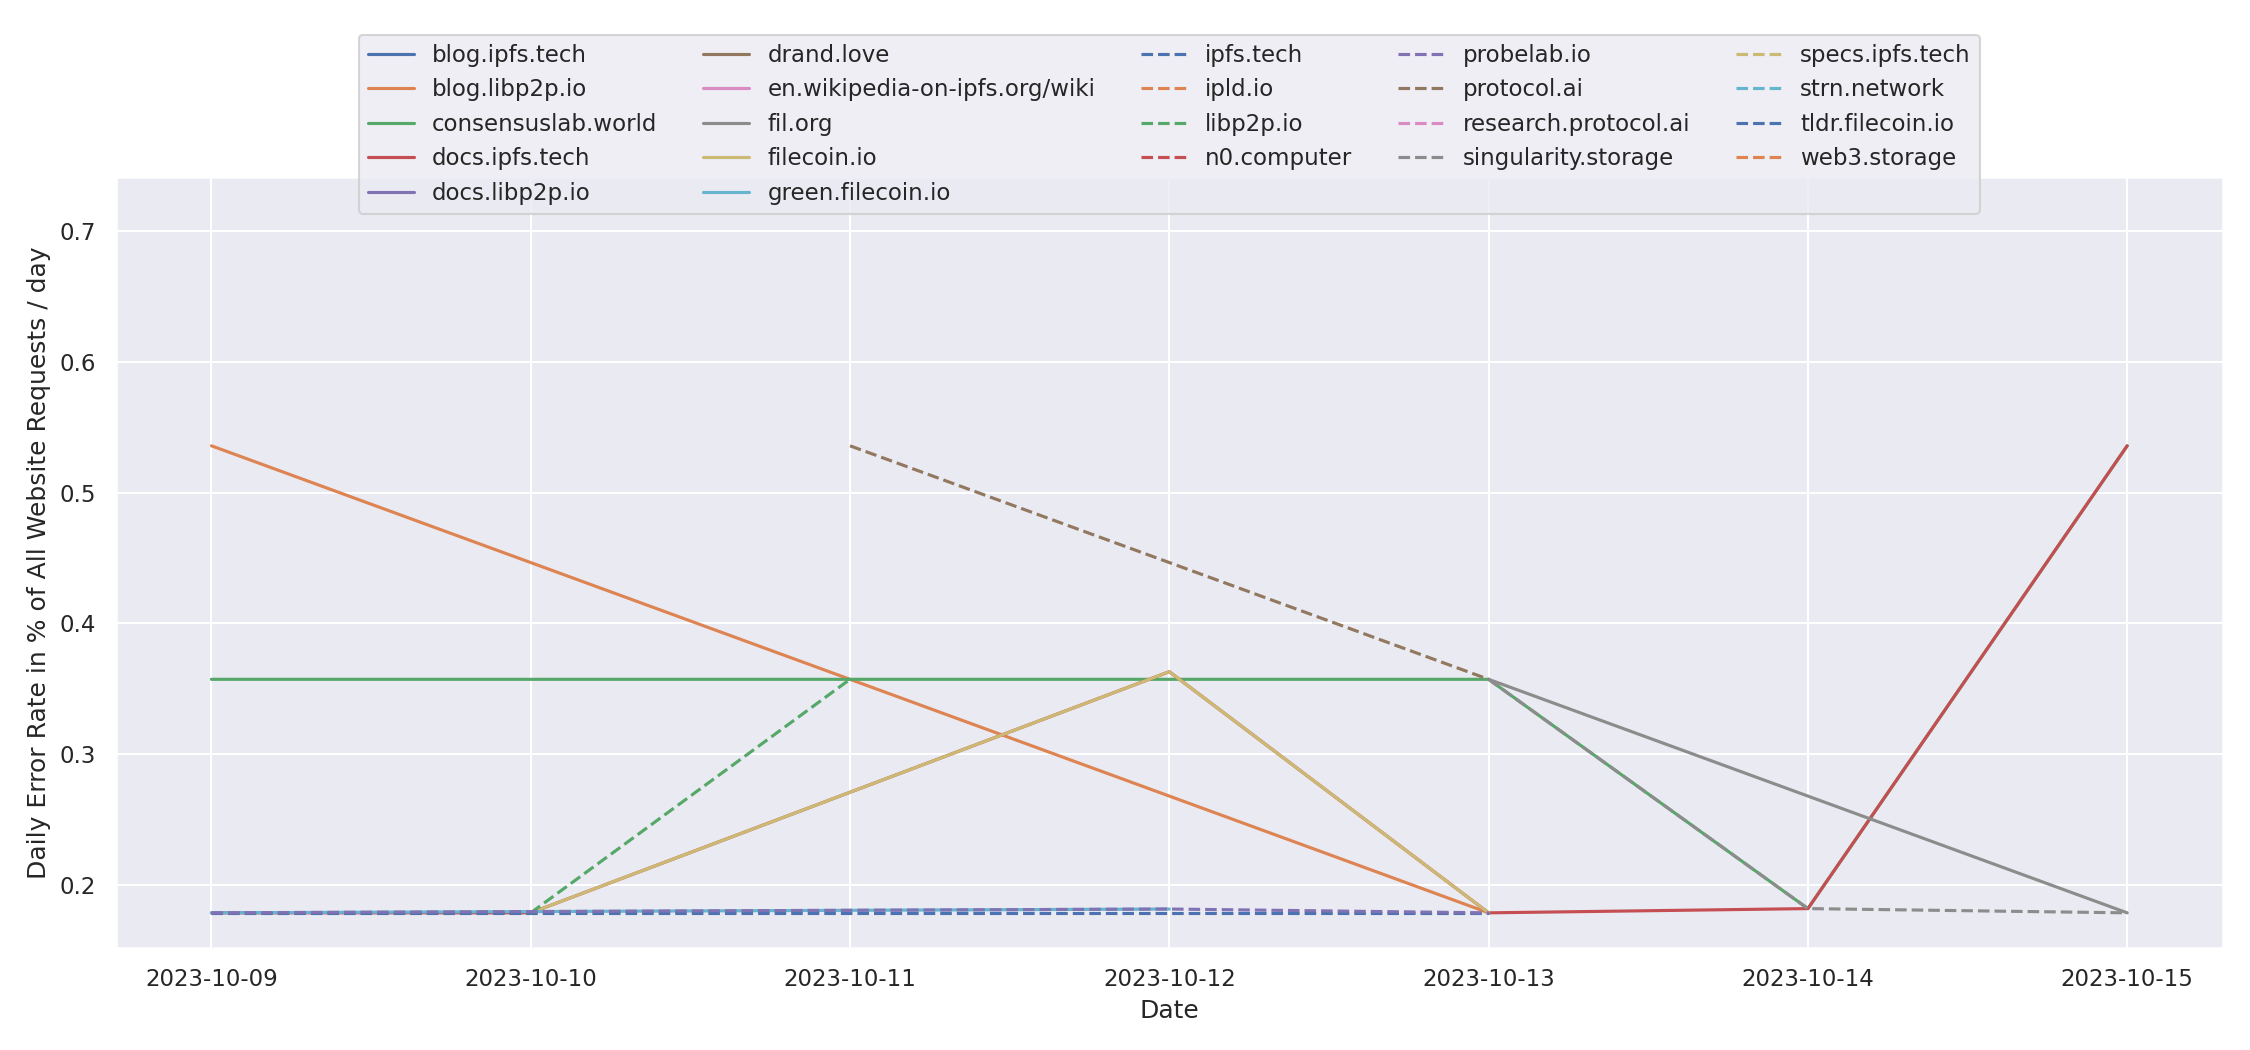 blog.ipfs.tech
blog.libp2p.io
consensuslab.world
docs.ipfs.tech
docs.libp2p.io
drand.love
en.wikipedia-on-ipfs.org/wiki
fil.org
filecoin.io
green.filecoin.io
ipfs.tech
ipld.io
libp2p.io
n0.computer
probelab.io
protocol.ai
research.protocol.ai
singularity.storage
specs.ipfs.tech
strn.network
tldr.filecoin.io
web3.storage
Daily Error Rate in % of All Website Requests / day
0.7
0.6
0.5
0.4
0.3
0.2
2023-10-09
2023-10-10
2023-10-11
2023-10-12
2023-10-13
2023-10-14
2023-10-15
Date